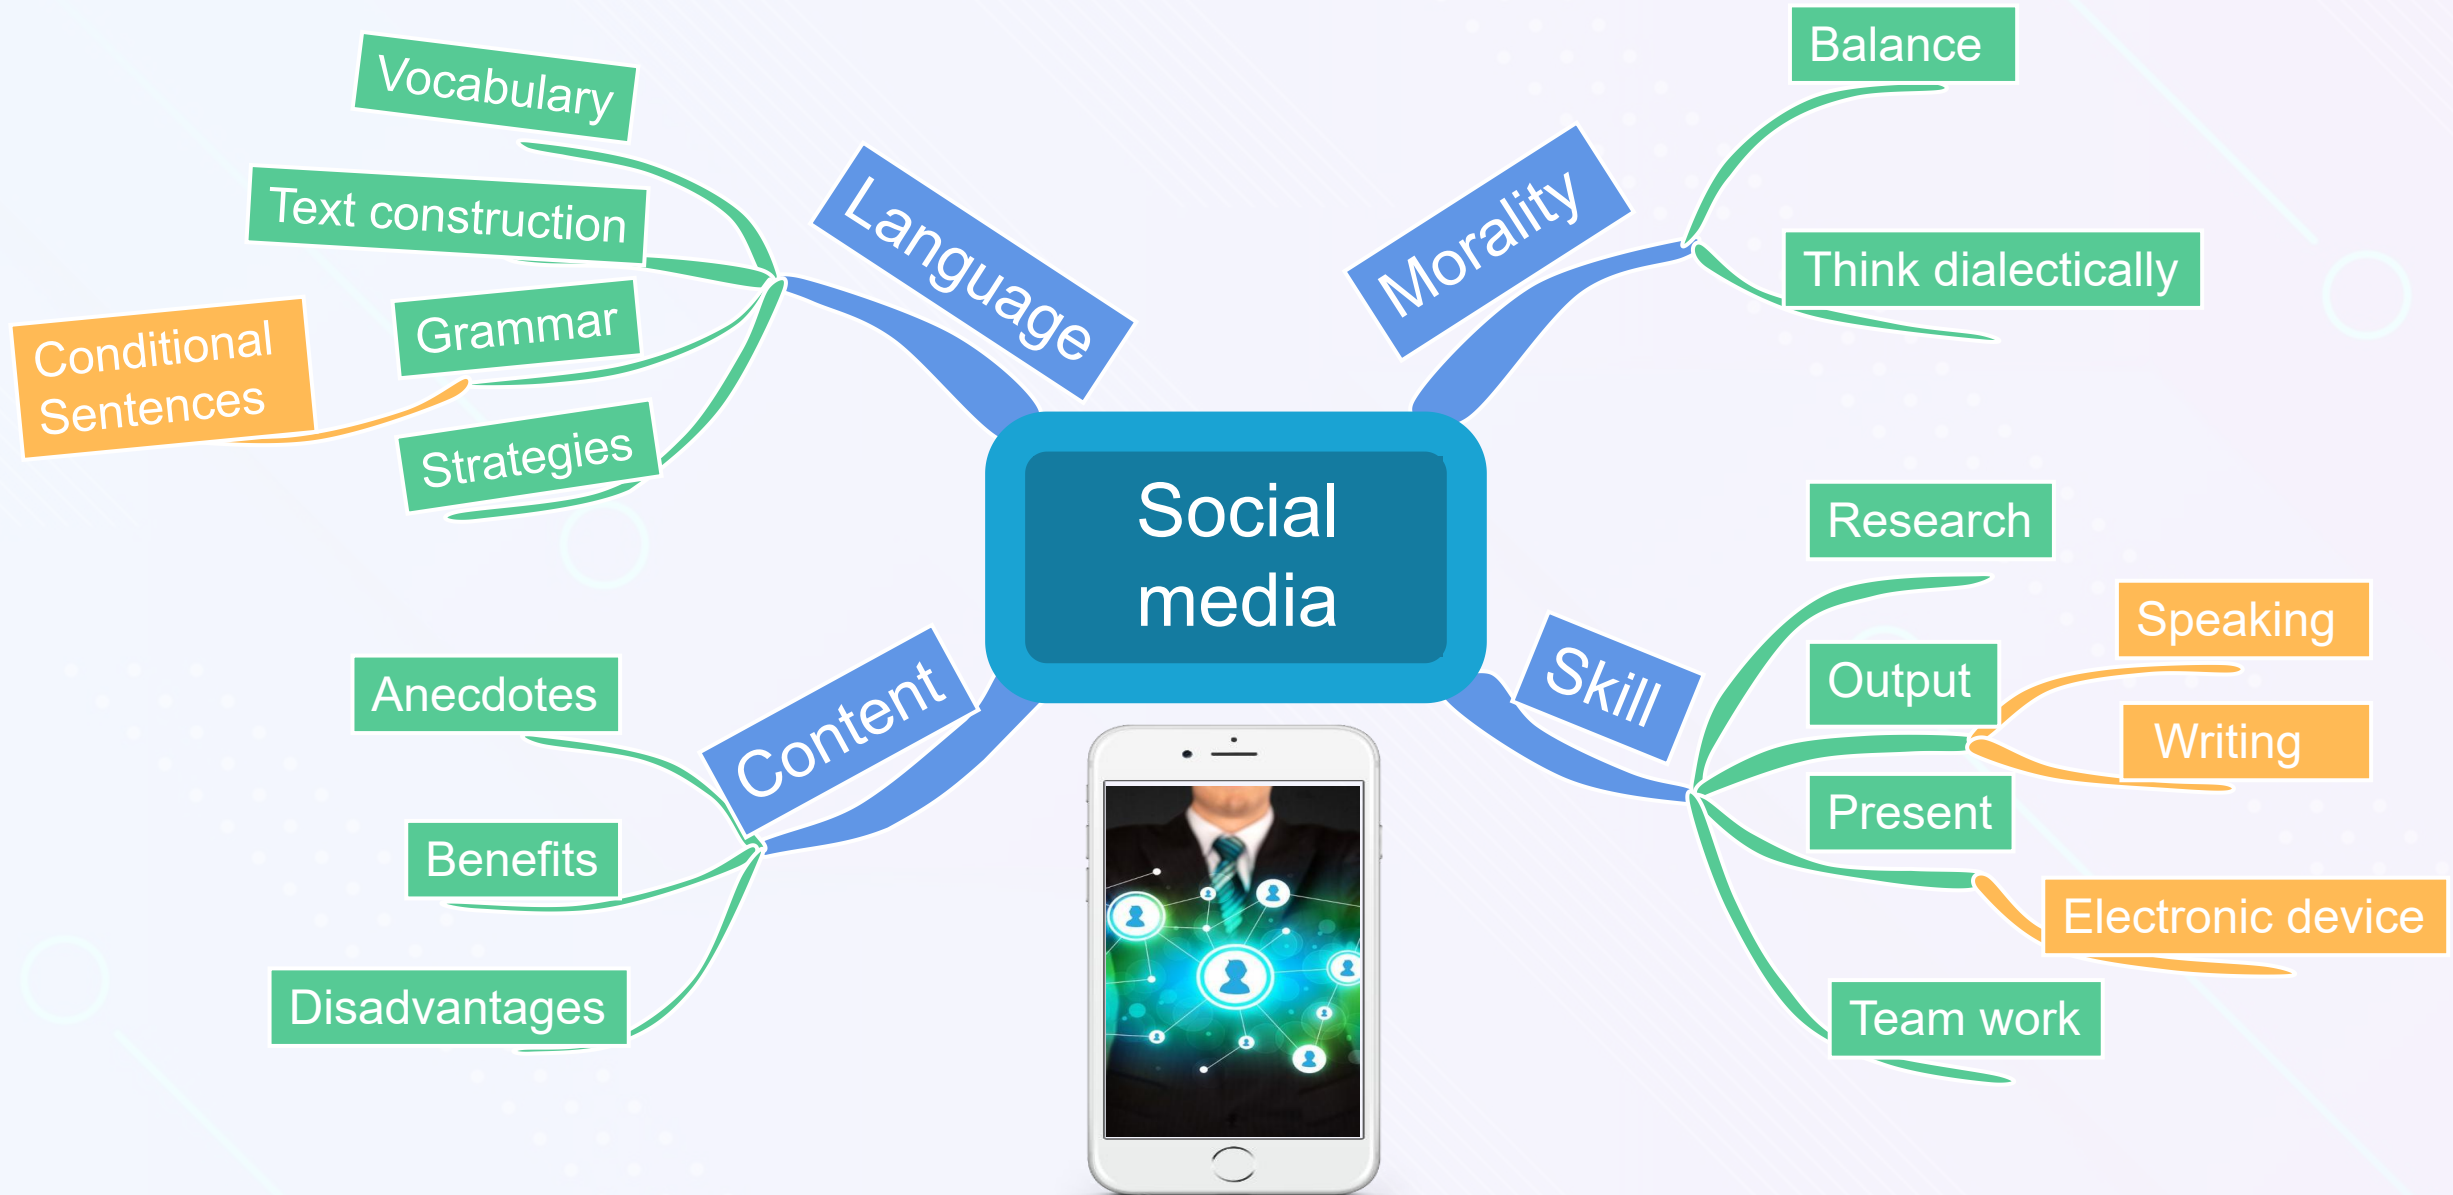 Social
media
Language
Vocabulary
Text construction
Grammar
Conditional
Sentences
Strategies
Content
Anecdotes
Benefits
Disadvantages
Morality
Balance
Think dialectically
Skill
Research
Output
Speaking
Writing
Present
Electronic device
Team work